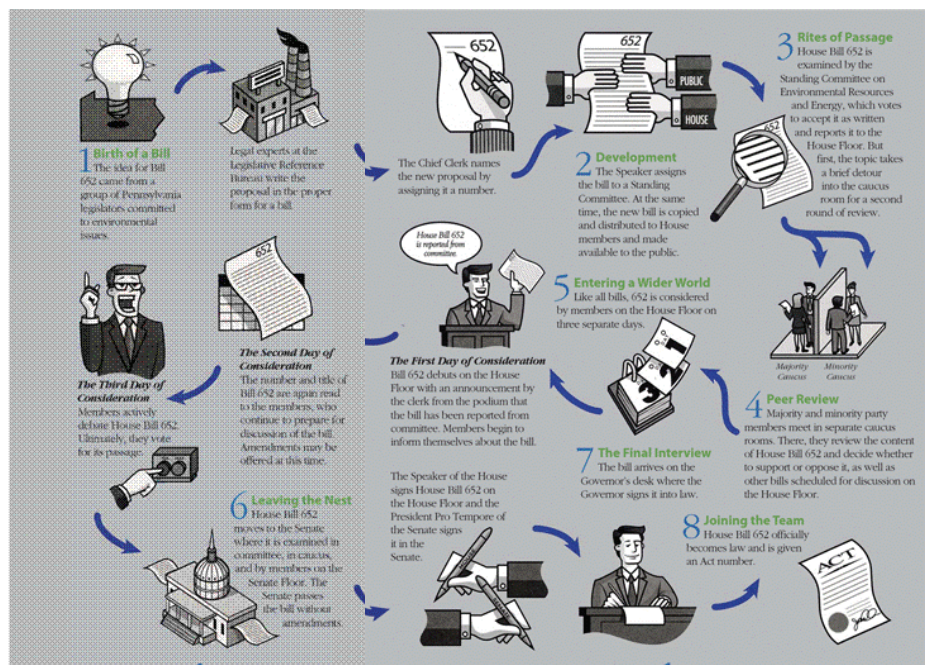 1 Birth of a Bill
The idea for Bill
652 came from a
group of Pennsylvania
legislators committed
to environmental
issues.
Legal experts at the
Legislative Reference
Bureau write the
proposal in the proper
form for a bill.
652
The Chief Clerk names
the new proposal by
assigning it a number.
652
PUBLIC
HOUSE
2 Development
The Speaker assigns
the bill to a Standing
Committee. At the same
time, the new bill is copied
and distributed to House
members and made
available to the public.
3 Rites of Passage
House Bill 652 is
examined by the
Standing Committee on
Environmental Resources
and Energy, which votes
to accept it as written
and reports it to the
House Floor. But
first, the topic takes
a brief detour
into the caucus
room for a second
round of review.
652
Majority
Caucus
Minority
Caucus
4 Peer Review
Majority and minority party
members meet in separate caucus
rooms. There, they review the content
of House Bill 652 and decide whether
to support or oppose it, as well as
other bills scheduled for discussion on
the House Floor.
5 Entering a Wider World
Like all bills, 652 is considered
by members on the House Floor on
three separate days.
1
2
3
House Bill 652
is reported from
committee.
The First Day of Consideration
Bill 652 debuts on the House
Floor with an announcement by
the clerk from the podium that
the bill has been reported from
committee. Members begin to
inform themselves about the bill.
652
The Second Day of
Consideration
The number and title of
Bill 652 are again read
to the members, who
continue to prepare for
discussion of the bill.
Amendments may be
offered at this time.
The Third Day of
Consideration
Members actively
debate House Bill 652.
Ultimately, they vote
for its passage.
6 Leaving the Nest
House Bill 652
moves to the Senate
where it is examined in
committee, in caucus,
and by members on the
Senate Floor. The
Senate passes
the bill without
amendments.
The Speaker of the House
signs House Bill 652 on
the House Floor and the
President Pro Tempore of
the Senate signs
it in the
Senate.
7 The Final Interview
The bill arrives on the
Governor's desk where the
Governor signs it into law.
8 Joining the Team
House Bill 652 officially
becomes law and is given
an Act number.
ACT